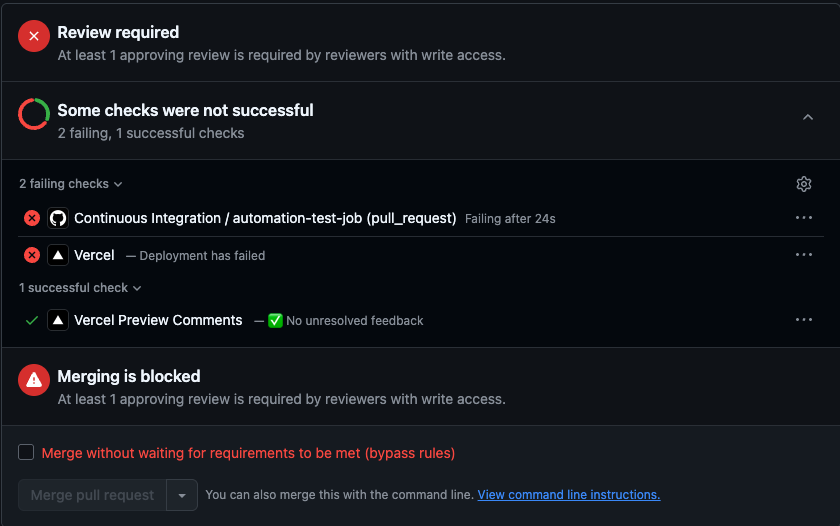 Review required
At least 1 approving review is required by reviewers with write access.
Some checks were not successful
2 failing, 1 successful checks
2 failing checks
Continuous Integration / automation-test-job (pull_request) Failing after 24s
Vercel — Deployment has failed
1 successful check
Vercel Preview Comments — ✅ No unresolved feedback
Merging is blocked
At least 1 approving review is required by reviewers with write access.
Merge without waiting for requirements to be met (bypass rules)
Merge pull request You can also merge this with the command line. View command line instructions.